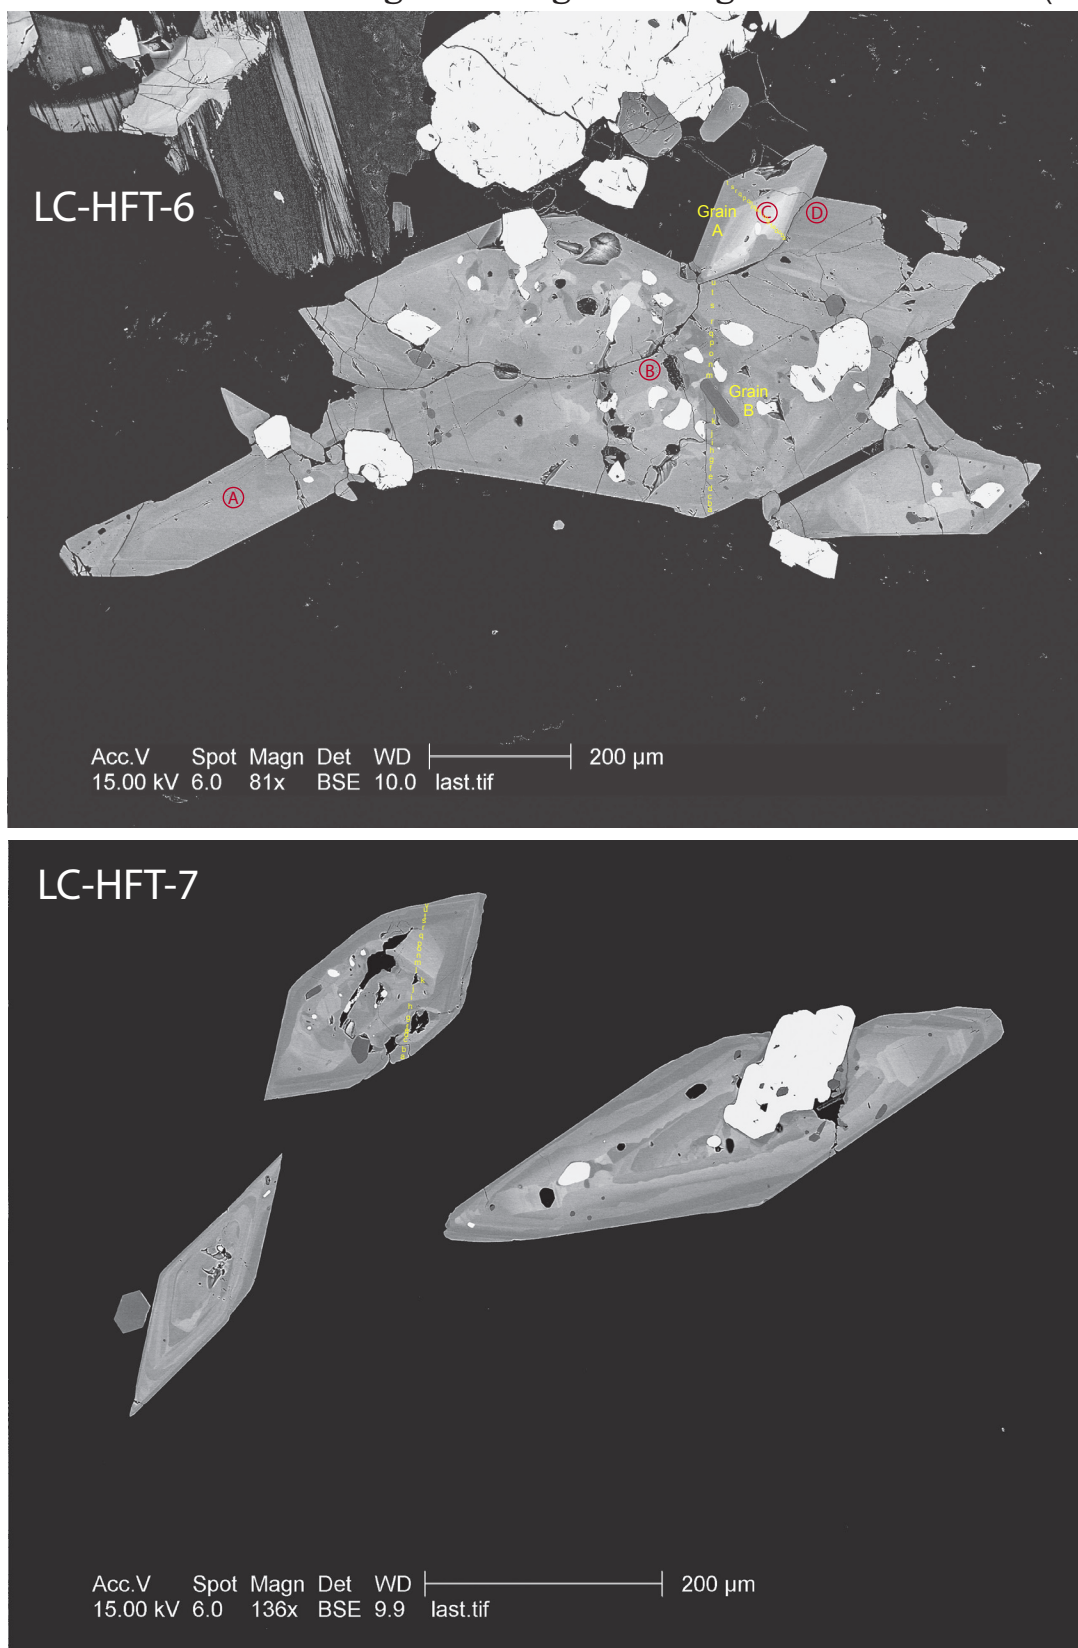 LC-HFT-6
Grain
A
C
D
B
Grain
B
A
Acc.V Spot Magn Det WD 200 µm
15.00 kV 6.0 81x BSE 10.0 last.tif
LC-HFT-7
Acc.V Spot Magn Det WD 200 µm
15.00 kV 6.0 136x BSE 9.9 last.tif